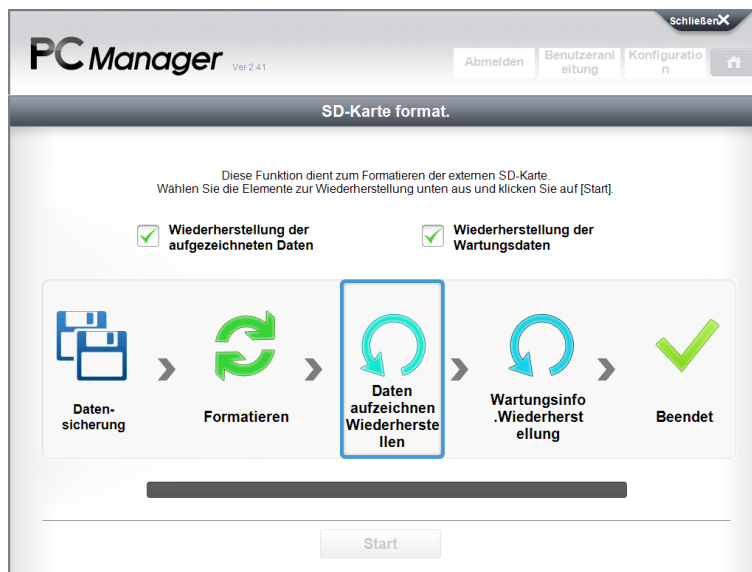 Schließen
PC Manager Ver 2.41
Abmelden
Benutzeranl
eitung
Konfiguratio
n
SD-Karte format.
Diese Funktion dient zum Formatieren der externen SD-Karte.
Wählen Sie die Elemente zur Wiederherstellung unten aus und klicken Sie auf [Start].
Wiederherstellung der
aufgezeichneten Daten
Wiederherstellung der
Wartungsdaten
Daten-
sicherung
Formatieren
Daten
aufzeichnen
Wiederherste
llen
Wartungsinfo
.Wiederherst
ellung
Beendet
Start